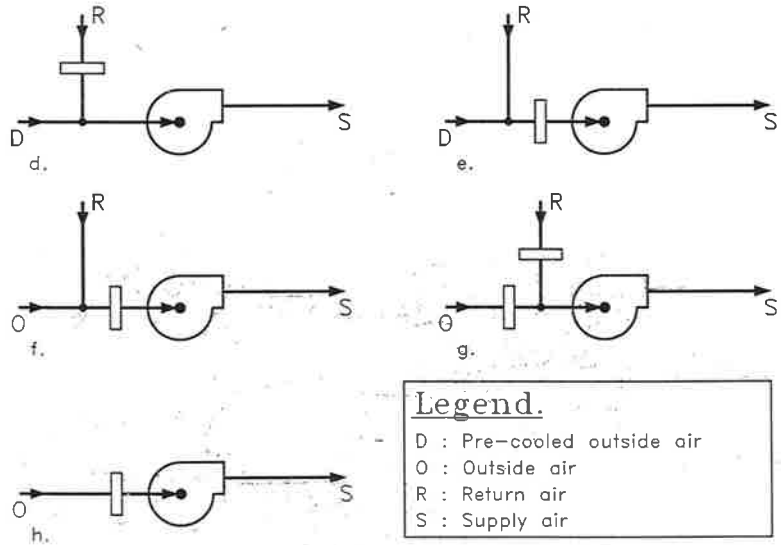 R
D
S
d.
R
D
S
e.
R
O
S
f.
R
O
S
g.
O
S
h.
Legend.
D : Pre-cooled outside air
O : Outside air
R : Return air
S : Supply air